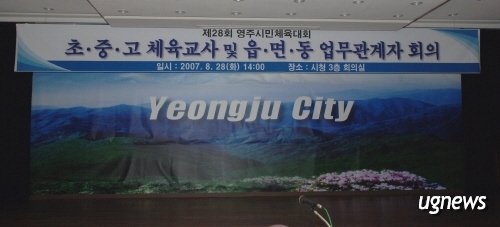 제28회 영주시민체육대회
초·중·고 체육교사 및 읍·면·동 업무관계자 회의
일시 : 2007. 8. 28(화) 14:00 장소 : 시청 3층 회의실
Yeongju City
ugnews